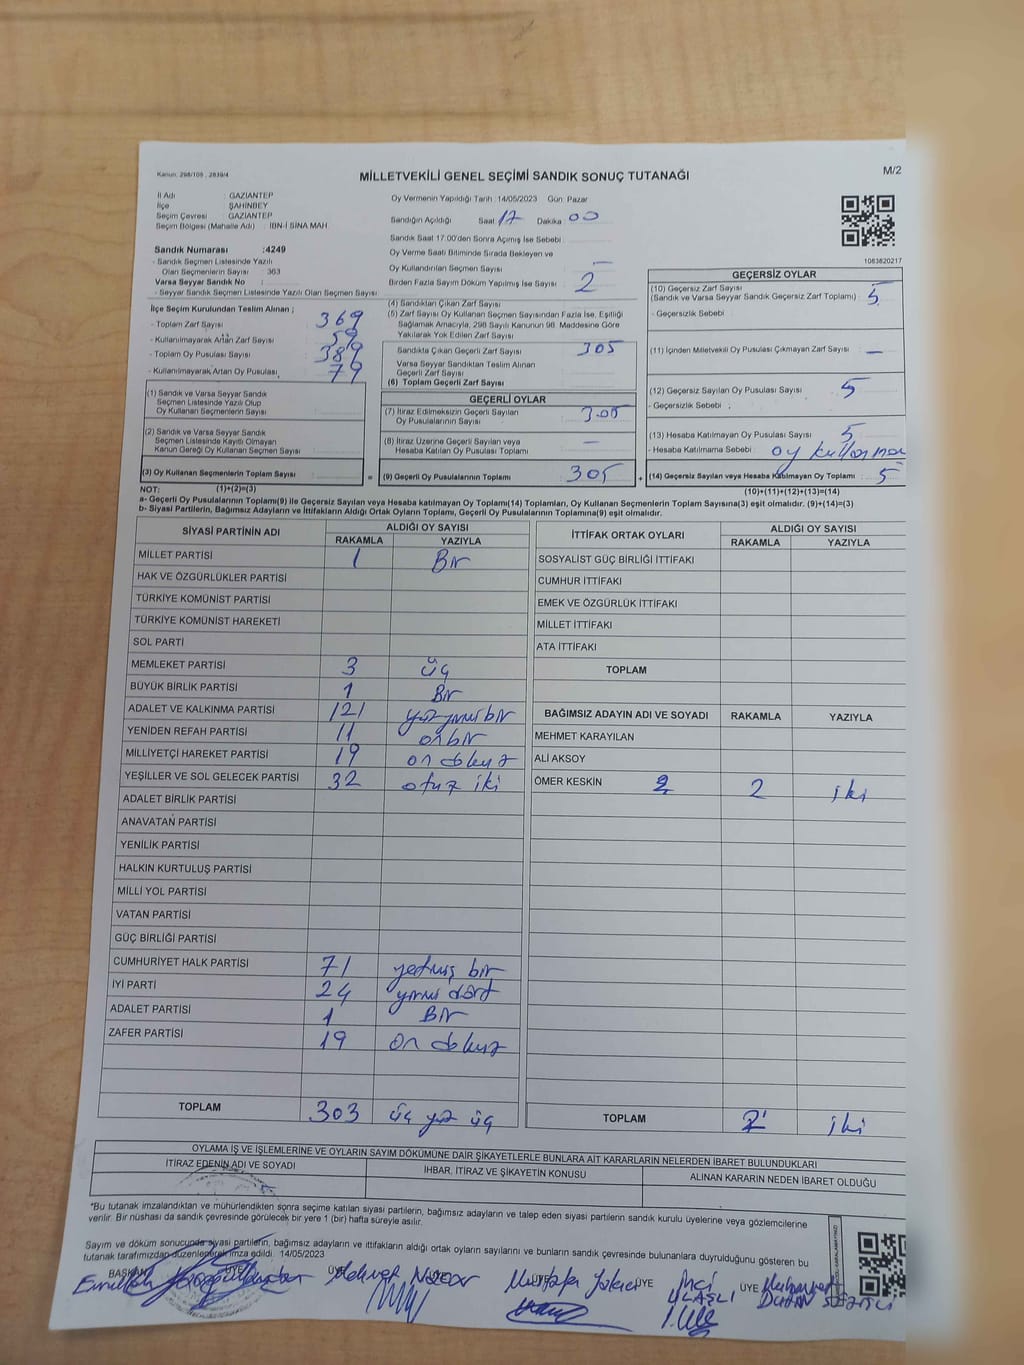 Kanun: 298/105 , 2839/4
MİLLETVEKİLİ GENEL SEÇİMİ SANDIK SONUÇ TUTANAĞI
M/2
İl Adı : GAZİANTEP
İlçe : ŞAHİNBEY
Seçim Çevresi : GAZİANTEP
Seçim Bölgesi (Mahalle Adı) : İBN-İ SİNA MAH
Sandık Numarası :4249
- Sandık Seçmen Listesinde Yazılı
Olan Seçmenlerin Sayısı : 363
Varsa Seyyar Sandık No :
- Seyyar Sandık Seçmen Listesinde Yazılı Olan Seçmen Sayısı:
Oy Vermenin Yapıldığı Tarih :14/05/2023 Gün: Pazar
Sandığın Açıldığı Saat 17 Dakika 00
Sandık Saat 17:00'den Sonra Açılmış İse Sebebi :
Oy Verme Saati Bitiminde Sırada Bekleyen ve
Oy Kullandırılan Seçmen Sayısı —
Birden Fazla Sayım Döküm Yapılmış İse Sayısı : 2
1083820217
İlçe Seçim Kurulundan Teslim Alınan ;
- Toplam Zarf Sayısı : 369
- Kullanılmayarak Artan Zarf Sayısı : 59
- Toplam Oy Pusulası Sayısı : 389
- Kullanılmayarak Artan Oy Pusulası : 79
(1) Sandık ve Varsa Seyyar Sandık
Seçmen Listesinde Yazılı Olup
Oy Kullanan Seçmenlerin Sayısı
(2) Sandık ve Varsa Seyyar Sandık
Seçmen Listesinde Kayıtlı Olmayan
Kanun Gereği Oy Kullanan Seçmen Sayısı
(3) Oy Kullanan Seçmenlerin Toplam Sayısı =
(4) Sandıktan Çıkan Zarf Sayısı
(5) Zarf Sayısı Oy Kullanan Seçmen Sayısından Fazla İse, Eşitliği
Sağlamak Amacıyla, 298 Sayılı Kanunun 98. Maddesine Göre
Yakılarak Yok Edilen Zarf Sayısı
Sandıkta Çıkan Geçerli Zarf Sayısı 305
Varsa Seyyar Sandıktan Teslim Alınan
Geçerli Zarf Sayısı
(6) Toplam Geçerli Zarf Sayısı
GEÇERLİ OYLAR
(7) İtiraz Edilmeksizin Geçerli Sayılan
Oy Pusulalarının Sayısı : 305
(8) İtiraz Üzerine Geçerli Sayılan veya
Hesaba Katılan Oy Pusulası Toplamı : —
(9) Geçerli Oy Pusulalarının Toplamı : 305 +
GEÇERSİZ OYLAR
(10) Geçersiz Zarf Sayısı
(Sandık ve Varsa Seyyar Sandık Geçersiz Zarf Toplamı) : 5
- Geçersizlik Sebebi :
(11) İçinden Milletvekili Oy Pusulası Çıkmayan Zarf Sayısı : —
(12) Geçersiz Sayılan Oy Pusulası Sayısı : 5
- Geçersizlik Sebebi ;
(13) Hesaba Katılmayan Oy Pusulası Sayısı : 5
- Hesaba Katılmama Sebebi : oy kullanma
(14) Geçersiz Sayılan veya Hesaba Katılmayan Oy Toplamı : 5
NOT: (1)+(2)=(3) (10)+(11)+(12)+(13)=(14)
a- Geçerli Oy Pusulalarının Toplamı(9) ile Geçersiz Sayılan veya Hesaba katılmayan Oy Toplamı(14) Toplamları, Oy Kullanan Seçmenlerin Toplam Sayısına(3) eşit olmalıdır. (9)+(14)=(3)
b- Siyasi Partilerin, Bağımsız Adayların ve İttifakların Aldığı Ortak Oyların Toplamı, Geçerli Oy Pusulalarının Toplamına(9) eşit olmalıdır.
SİYASİ PARTİNİN ADI ALDIĞI OY SAYISI
RAKAMLA YAZIYLA
MİLLET PARTİSİ 1 Bir
HAK VE ÖZGÜRLÜKLER PARTİSİ
TÜRKİYE KOMÜNİST PARTİSİ
TÜRKİYE KOMÜNİST HAREKETİ
SOL PARTİ
MEMLEKET PARTİSİ 3 üç
BÜYÜK BİRLİK PARTİSİ 1 Bir
ADALET VE KALKINMA PARTİSİ 121 yüz yirmi bir
YENİDEN REFAH PARTİSİ 11 onbir
MİLLİYETÇİ HAREKET PARTİSİ 19 on dokuz
YEŞİLLER VE SOL GELECEK PARTİSİ 32 otuz iki
ADALET BİRLİK PARTİSİ
ANAVATAN PARTİSİ
YENİLİK PARTİSİ
HALKIN KURTULUŞ PARTİSİ
MİLLİ YOL PARTİSİ
VATAN PARTİSİ
GÜÇ BİRLİĞİ PARTİSİ
CUMHURİYET HALK PARTİSİ 71 yetmiş bir
İYİ PARTİ 24 yirmi dört
ADALET PARTİSİ 1 Bir
ZAFER PARTİSİ 19 on dokuz
TOPLAM 303 üç yüz üç
İTTİFAK ORTAK OYLARI ALDIĞI OY SAYISI
RAKAMLA YAZIYLA
SOSYALİST GÜÇ BİRLİĞİ İTTİFAKI
CUMHUR İTTİFAKI
EMEK VE ÖZGÜRLÜK İTTİFAKI
MİLLET İTTİFAKI
ATA İTTİFAKI
TOPLAM
BAĞIMSIZ ADAYIN ADI VE SOYADI RAKAMLA YAZIYLA
MEHMET KARAYILAN
ALİ AKSOY
ÖMER KESKİN 2 2 iki
TOPLAM 2 iki
OYLAMA İŞ VE İŞLEMLERİNE VE OYLARIN SAYIM DÖKÜMÜNE DAİR ŞİKAYETLERLE BUNLARA AİT KARARLARIN NELERDEN İBARET BULUNDUKLARI
İTİRAZ EDENİN ADI VE SOYADI İHBAR, İTİRAZ VE ŞİKAYETİN KONUSU ALINAN KARARIN NEDEN İBARET OLDUĞU
*Bu tutanak imzalandıktan ve mühürlendikten sonra seçime katılan siyasi partilerin, bağımsız adayların ve talep eden siyasi partilerin sandık kurulu üyelerine veya gözlemcilerine
verilir. Bir nüshası da sandık çevresinde görülecek bir yere 1 (bir) hafta süreyle asılır.
Sayım ve döküm sonucunda siyasi partilerin, bağımsız adayların ve ittifakların aldığı ortak oyların sayılarını ve bunların sandık çevresinde bulunanlara duyrulduğunu gösteren bu
tutanak tarafımızdan düzenlenerek imza edildi. 14/05/2023
BAŞKAN ÜYE ÜYE ÜYE ÜYE ÜYE
Mehmet Mustafa İnci ULAŞLI Muhammet DURAN